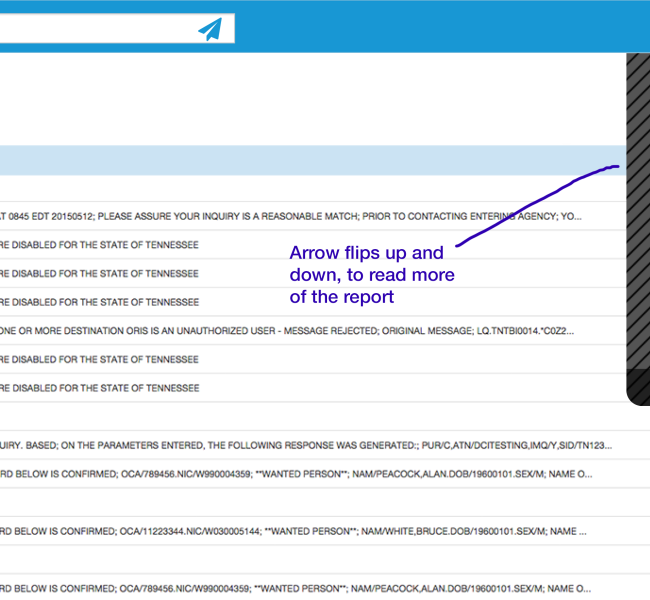 AT 0845 EDT 20150512; PLEASE ASSURE YOUR INQUIRY IS A REASONABLE MATCH; PRIOR TO CONTACTING ENTERING AGENCY; YO...
RE DISABLED FOR THE STATE OF TENNESSEE
Arrow flips up and
down, to read more
of the report
RE DISABLED FOR THE STATE OF TENNESSEE
RE DISABLED FOR THE STATE OF TENNESSEE
ONE OR MORE DESTINATION ORIS IS AN UNAUTHORIZED USER - MESSAGE REJECTED; ORIGINAL MESSAGE; LQ.TNTBI0014.*C0Z2...
RE DISABLED FOR THE STATE OF TENNESSEE
RE DISABLED FOR THE STATE OF TENNESSEE
UIRY. BASED; ON THE PARAMETERS ENTERED, THE FOLLOWING RESPONSE WAS GENERATED:; PUR/C,ATN/DCITESTING,IMQ/Y,SID/TN123...
RD BELOW IS CONFIRMED; OCA/789456.NIC/W990004359; **WANTED PERSON**; NAM/PEACOCK,ALAN.DOB/19600101.SEX/M; NAME O...
RD BELOW IS CONFIRMED; OCA/11223344.NIC/W030005144; **WANTED PERSON**; NAM/WHITE,BRUCE.DOB/19600101.SEX/M; NAME ...
RD BELOW IS CONFIRMED; OCA/789456.NIC/W990004359; **WANTED PERSON**; NAM/PEACOCK,ALAN.DOB/19600101.SEX/M; NAME O...